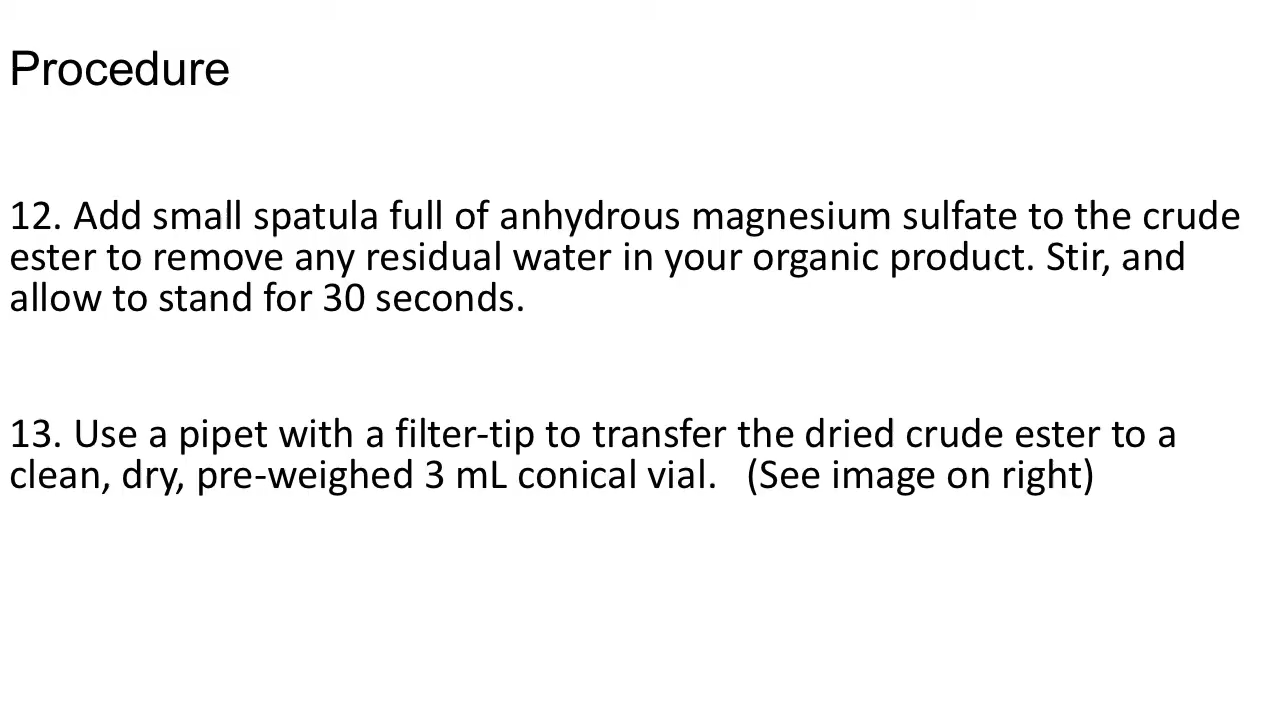 Procedure
12. Add small spatula full of anhydrous magnesium sulfate to the crude
ester to remove any residual water in your organic product. Stir, and
allow to stand for 30 seconds.
13. Use a pipet with a filter-tip to transfer the dried crude ester to a
clean, dry, pre-weighed 3 mL conical vial.   (See image on right)